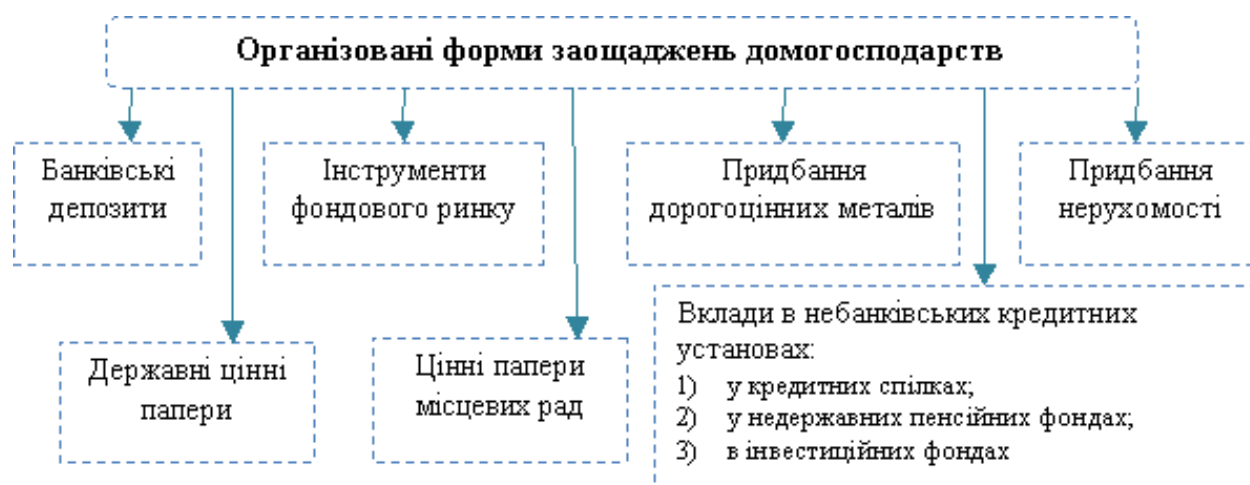 Організовані форми заощаджень домогосподарств
Банківські
депозити
Інструменти
фондового ринку
Придбання
дорогоцінних металів
Придбання
нерухомості
Державні цінні
папери
Цінні папери
місцевих рад
Вклади в небанківських кредитних
установах:
1) у кредитних спілках;
2) у недержавних пенсійних фондах;
3) в інвестиційних фондах